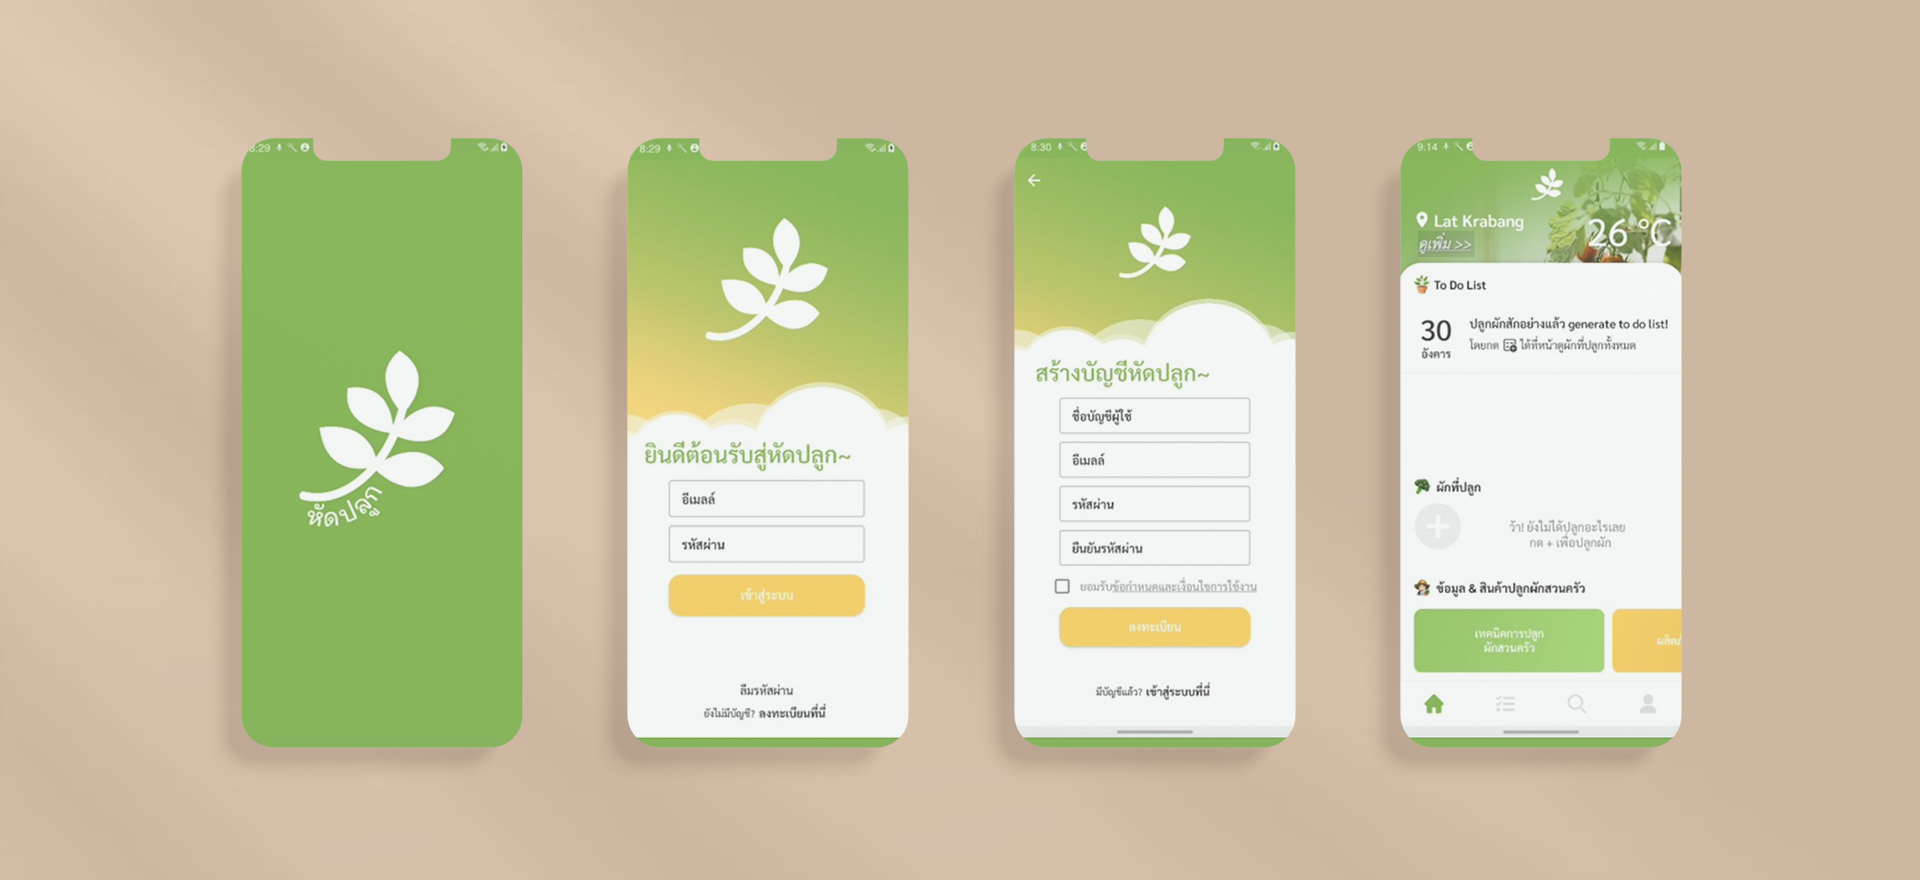 8:29
หัดปลูก
8:29
ยินดีต้อนรับสู่หัดปลูก~
อีเมลล์
รหัสผ่าน
เข้าสู่ระบบ
ลืมรหัสผ่าน
ยังไม่มีบัญชี? ลงทะเบียนที่นี่
8:30
สร้างบัญชีหัดปลูก~
ชื่อบัญชีผู้ใช้
อีเมลล์
รหัสผ่าน
ยืนยันรหัสผ่าน
ยอมรับข้อกำหนดและเงื่อนไขการใช้งาน
ลงทะเบียน
มีบัญชีแล้ว? เข้าสู่ระบบที่นี่
9:14
Lat Krabang
ดูเพิ่ม >>
26 °C
To Do List
30
อังคาร
ปลูกผักสักอย่างแล้ว generate to do list!
โดยกด ได้ที่หน้าดูผักที่ปลูกทั้งหมด
ผักที่ปลูก
ว้า! ยังไม่ได้ปลูกอะไรเลย
กด + เพื่อปลูกผัก
ข้อมูล & สินค้าปลูกผักสวนครัว
เทคนิคการปลูก
ผักสวนครัว